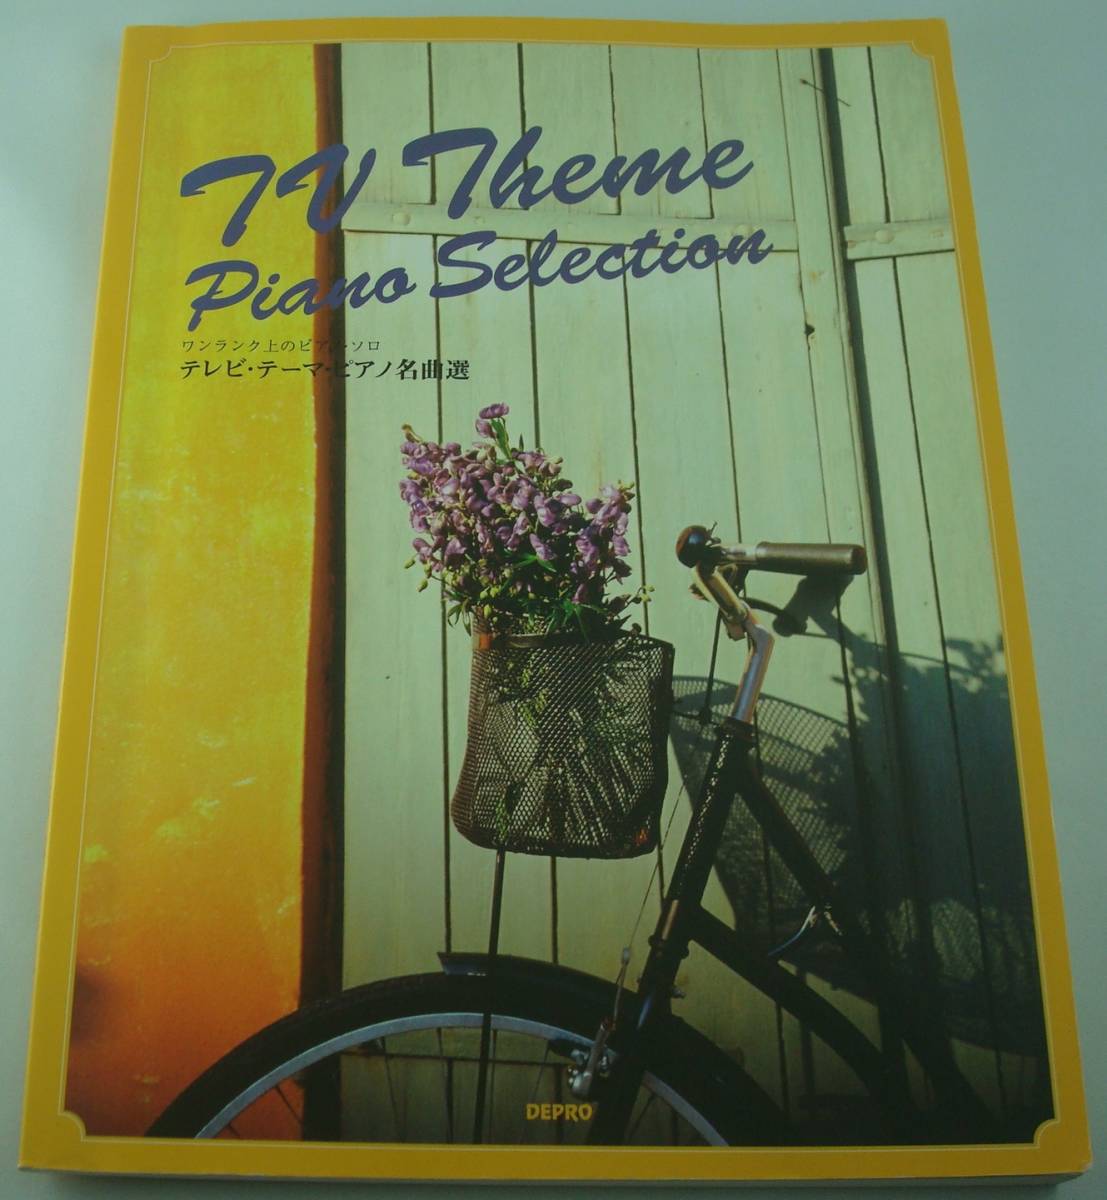 TV Theme
Piano Selection
ワンランク上のピアノ・ソロ
テレビ・テーマ・ピアノ名曲選
DEPRO